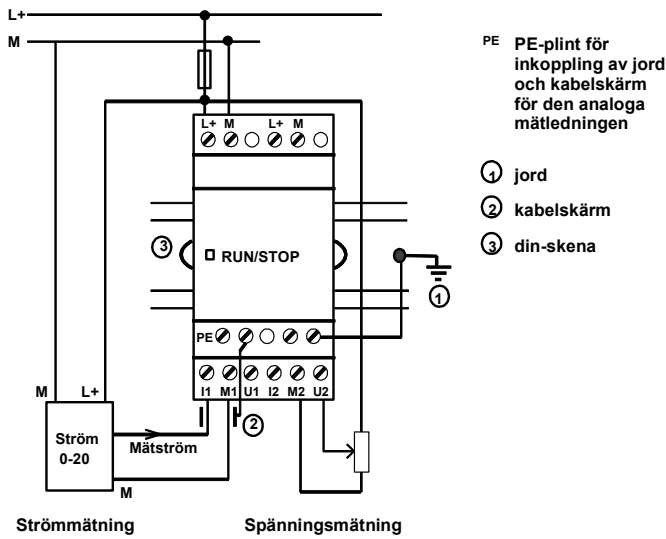 L+
M
PE PE-plint för
inkoppling av jord
och kabelskärm
för den analoga
mätledningen
L+ M L+ M
1 jord
2 kabelskärm
3 din-skena
3
RUN/STOP
1
PE
I1 M1 U1 I2 M2 U2
M L+
2
Ström
0-20
Mätström
M
Strömmätning Spänningsmätning